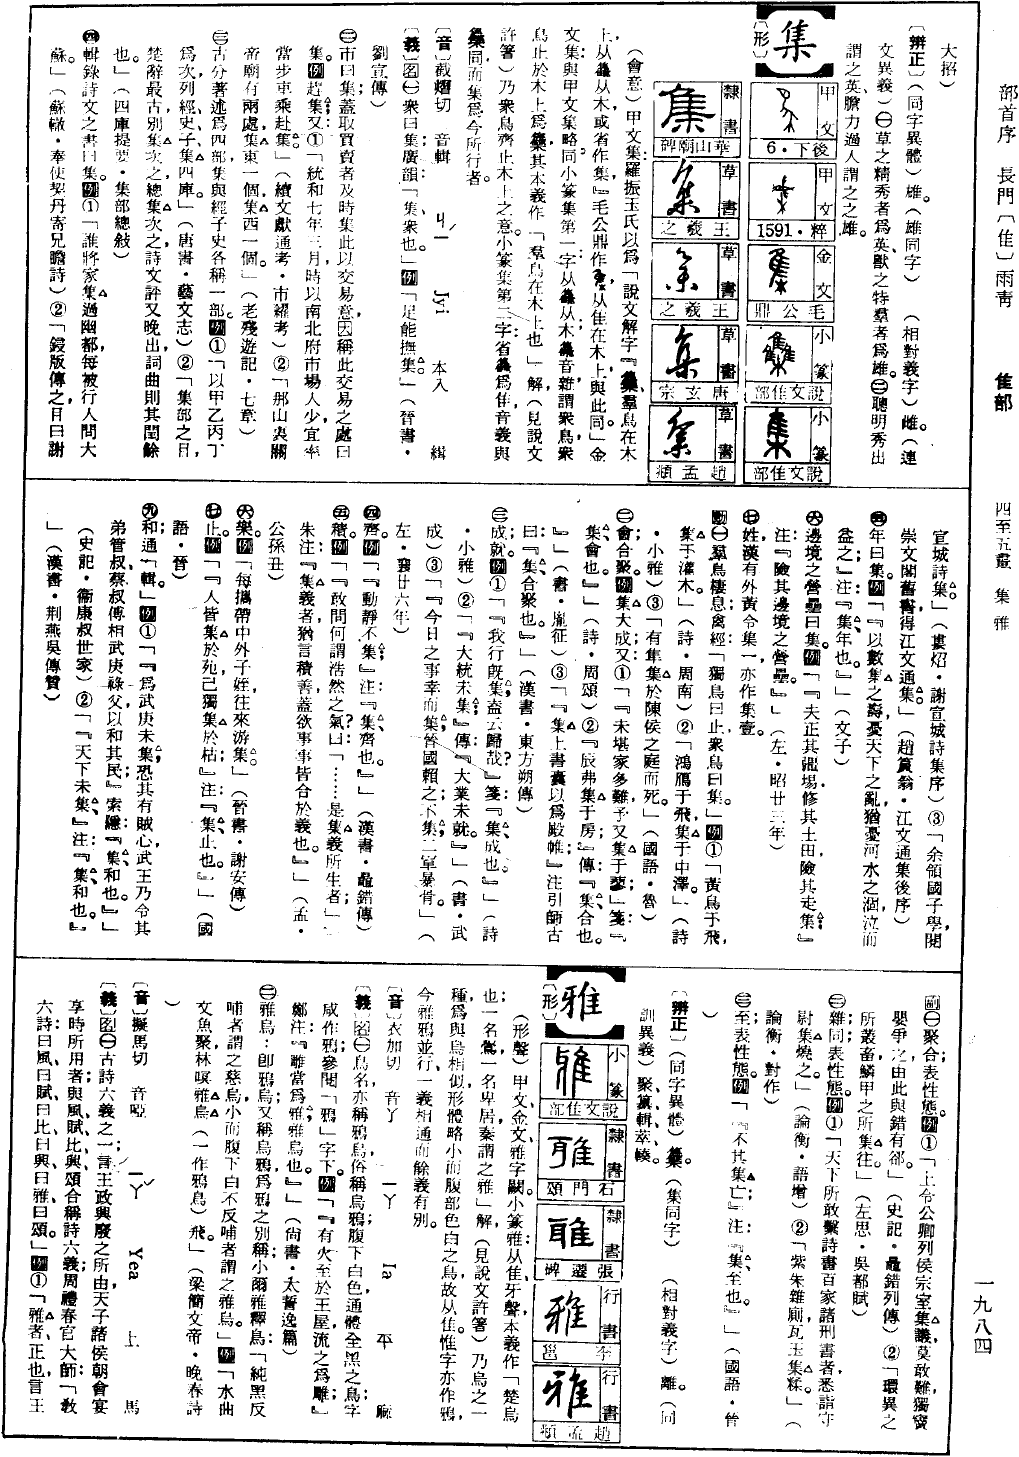 部首序　長門〔隹〕雨靑　隹部　四至五畫　集　雅　一九八四
大招）
〔辨正〕（同字異體）雄（雄同字）　（相對義字）雌。（連
文異義）㊀草之精秀者爲英，獸之特羣者爲雄。㊁聰明秀出
謂之英，膽力過人謂之之雄。
集
〔形〕
甲文　後下・6
甲文　粹・1591
金文　毛公鼎
小篆　說文隹部
小篆　說文隹部
隸書　華山廟碑
草書　王羲之
草書　王羲之
草書　唐玄宗
草書　趙孟頫
（會意）甲文集，羅振玉氏以爲「說文解字『雧，羣鳥在木
上，从雥从木，或省作集』毛公鼎作，从隹在木上，與此同」金
文集與甲文集略同。小篆集第一字从雥从木，雥音雜，謂衆鳥，衆
鳥止於木上爲雧，其本義作「羣鳥在木上也」解（見說文
許箸）乃衆鳥齊止木上之意。小篆集第二字省雥爲隹，音義與
雧同，而集爲今所行者。
〔音〕戢熠切　音輯　ㄐㄧˊ　Jyi　本入　緝
〔義〕名㊀衆曰集，廣韻：「集，衆也。」例「足能撫集。」（晉書・
劉宣傳）
㊁市曰集，蓋取買賣者及時集此以交易意，因稱此交易之處曰
集。例趕集；又①「統和七年三月，時以南北府市場人少，宜率
當步車乘赴集。」（續文獻通考・市糴考）②「那山裏關
帝廟有兩處集，東一個集，西一個。」（老殘遊記・七章）
㊂古分著述爲四部，集與經子史各稱一部。例①「以甲乙丙丁
爲次，列經、史、子、集四庫。」（唐書・藝文志）②「集部之目，
楚辭最古，別集次之，總集次之，詩文評又晚出，詞曲則其閏餘
也。」（四庫提要・集部總敍）
㊃輯錄詩文之書曰集。例①「誰將家集過幽都，每被行人問大
蘇」（蘇轍・奉使契丹寄兄瞻詩）②「鋟版傳之，目曰謝
宣城詩集。」（婁炤・謝宣城詩集序）③「余領國子學，閱
崇文閣舊書，得江文通集。」（趙篔翁・江文通集後序）
㊄年曰集。例「『以數集之壽，憂天下之亂，猶憂河水之涸，泣而
益之』注：『集，年也。』」（文子）
㊅邊境之營壘曰集。例「『夫正其疆埸，修其土田，險其走集』
注：『險其邊境之營壘。』」（左・昭廿三年）
㊆姓，漢有外黃令集一，亦作集壹。
動㊀羣鳥棲息，禽經：「獨鳥曰止，衆鳥曰集。」例①「黃鳥于飛，
集于灌木。」（詩・周南）②「鴻鴈于飛，集于中澤。」（詩
・小雅）③「有隼集於陳侯之庭而死。」（國語・魯）
㊁會合聚。例集大成；又①「『未堪家多難，予又集于蓼』箋：『
集，會也。』」（詩・周頌）②『辰弗集于房』傳：『集，合也。
』」（書・胤征）③「『集上書囊以爲殿帷』注引師古
曰：『集，合聚也。』」（漢書・東方朔傳）
㊂成就。例①「『我行旣集，盍云歸哉？』箋：『集，成也。』」（詩
・小雅）②「『大統未集』傳：『大業未就。』」（書・武
成）③「『今日之事幸而集，晉國賴之；不集，三軍暴骨。」（
左・襄廿六年）
㊃齊。例「『動靜不集』注：『集，齊也。』」（漢書・鼂錯傳）
㊄積。例「『敢問何謂浩然之氣？』曰：『……是集義所生者』」
朱注：『集義者，猶言積善，蓋欲事事皆合於義也。』」（孟・
公孫丑）
㊅樂。例「每攜帶中外子姪往來游集。」（晉書・謝安傳）
㊆止。例「『人皆集於苑，己獨集於枯』注：『集，止也。』」（國
語・晉）
㊈和，通「輯。」例①「『爲武庚未集，恐其有賊心，武王乃令其
弟管叔蔡叔傅相武庚祿父，以和其民』索隱：『集，和也。』」
（史記・衞康叔世家）②「『天下未集』注：『集，和也。』
」（漢書・荆燕吳傳贊）
副㊀聚合，表性態。例①「上令公卿列侯宗室集議，莫敢難，獨竇
嬰爭之，由此與錯有郤。」（史記・鼂錯列傳）②「環異之
所叢畜，鱗甲之所集往。」（左思・吳都賦）
㊁雜同，表性態。例①「天下所敢繫詩書百家諸刑書者，悉詣守
尉集燒之。」（論衡・語增）②「紫朱雜廁，瓦玉集糅。」（
論衡・對作）
㊂至，表性態。例「『不其集亡』注：『集，至也。』」（國語・晉
）
〔辨正〕（同字異體）雧（集同字）　（相對義字）離。（同
訓異義）聚、纂、輯、萃、
雅
〔形〕
小篆　說文隹部
隸書　石門頌
隸書　張遷碑
行書　李邕
行書　趙孟頫
（形聲）甲文金文雅字闕。小篆雅从隹，牙聲，本義作「楚烏
也，一名鸒，一名卑居，秦謂之雅」解（見說文許箸）乃烏之一
種，爲與烏相似，形體略小而腹部色白之鳥，故从隹。惟字亦作鴉，
今雅鴉並行，一義相通，而餘義有別。
〔音〕衣加切　音丫　ㄧㄚ　Ia　平　麻
〔義〕名㊀鳥名，亦稱鴉烏，俗稱烏鴉，腹下白色；通體全黑之烏字
咸作鴉，參閱「鴉」字下。例「『有火至於王屋，流之爲雕』
鄭注：『雕當爲雅，雅烏也。』」（尙書・太誓逸篇）
㊁雅烏：卽鴉烏，又稱烏鴉，爲鴉之別稱，小爾雅釋鳥：「純黑反
哺者謂之慈烏；小而腹下白，不反哺者謂之雅烏。」例「水曲
文魚聚，林暝雅烏（一作鴉鳥）飛。」（梁簡文帝・晚春詩
）
〔音〕擬馬切　音啞　ㄧㄚˇ　Yea　上　馬
〔義〕名㊀古詩六義之一，言王政興廢之所由，天子諸侯朝會宴
享時所用者；與風賦比興頌合稱詩六義，周禮春官大師：「敎
六詩：曰風，曰賦，曰比，曰興，曰雅，曰頌。」例①「雅者，正也，言王